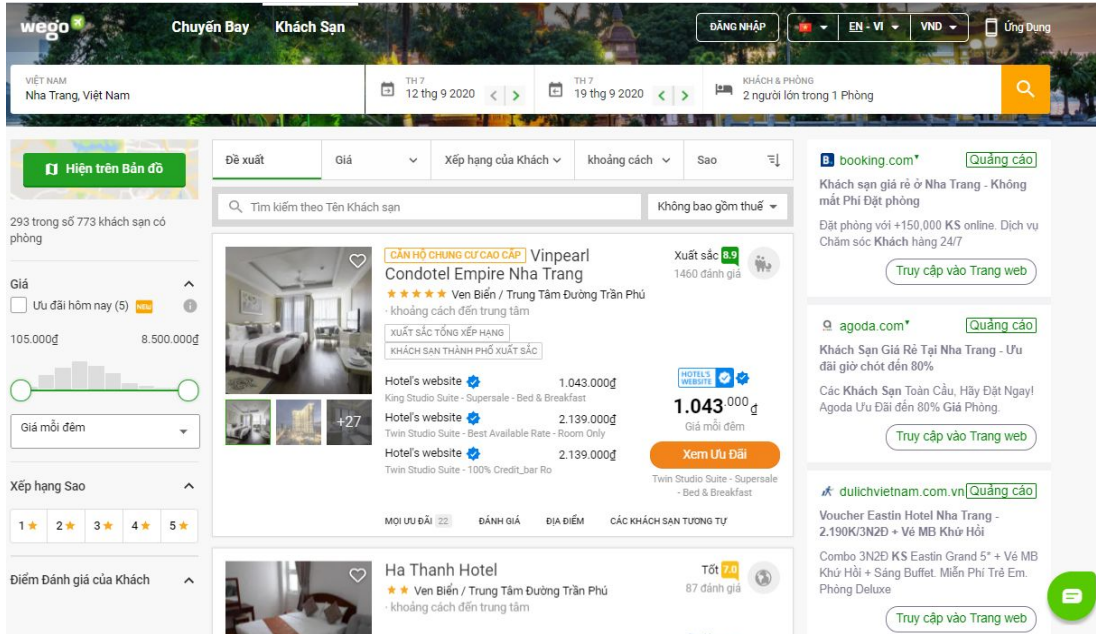 wego
Chuyến Bay
Khách Sạn
ĐĂNG NHẬP
EN - VI
VND
Ứng Dụng
VIỆT NAM
Nha Trang, Việt Nam
TH 7
12 thg 9 2020
TH 7
19 thg 9 2020
KHÁCH & PHÒNG
2 người lớn trong 1 Phòng
Hiện trên Bản đồ
293 trong số 773 khách sạn có
phòng
Giá
Ưu đãi hôm nay (5) NEW
105.000₫ 8.500.000₫
Giá mỗi đêm
Xếp hạng Sao
1 2 3 4 5
Điểm Đánh giá của Khách
Đề xuất
Giá
Xếp hạng của Khách
khoảng cách
Sao
Tìm kiếm theo Tên Khách sạn
Không bao gồm thuế
CĂN HỘ CHUNG CƯ CAO CẤP Vinpearl
Condotel Empire Nha Trang
Ven Biển / Trung Tâm Đường Trần Phú
· khoảng cách đến trung tâm
XUẤT SẮC TỔNG XẾP HẠNG
KHÁCH SẠN THÀNH PHỐ XUẤT SẮC
+27
Hotel's website 1.043.000₫
King Studio Suite - Supersale - Bed & Breakfast
Hotel's website 2.139.000₫
Twin Studio Suite - Best Available Rate - Room Only
Hotel's website 2.139.000₫
Twin Studio Suite - 100% Credit_bar Ro
Xuất sắc 8.9
1460 đánh giá
HOTEL'S
WEBSITE
1.043.000 ₫
Giá mỗi đêm
Xem Ưu Đãi
Twin Studio Suite - Supersale
- Bed & Breakfast
MỌI ƯU ĐÃI 22
ĐÁNH GIÁ
ĐỊA ĐIỂM
CÁC KHÁCH SẠN TƯƠNG TỰ
Ha Thanh Hotel
Ven Biển / Trung Tâm Đường Trần Phú
· khoảng cách đến trung tâm
Tốt 7.0
87 đánh giá
B. booking.com Quảng cáo
Khách sạn giá rẻ ở Nha Trang - Không
mất Phí Đặt phòng
Đặt phòng với +150,000 KS online. Dịch vụ
Chăm sóc Khách hàng 24/7
Truy cập vào Trang web
agoda.com Quảng cáo
Khách Sạn Giá Rẻ Tại Nha Trang - Ưu
đãi giờ chót đến 80%
Các Khách Sạn Toàn Cầu, Hãy Đặt Ngay!
Agoda Ưu Đãi đến 80% Giá Phòng.
Truy cập vào Trang web
dulichvietnam.com.vn Quảng cáo
Voucher Eastin Hotel Nha Trang -
2.190K/3N2Đ + Vé MB Khứ Hồi
Combo 3N2Đ KS Eastin Grand 5* + Vé MB
Khứ Hồi + Sáng Buffet. Miễn Phí Trẻ Em.
Phòng Deluxe
Truy cập vào Trang web